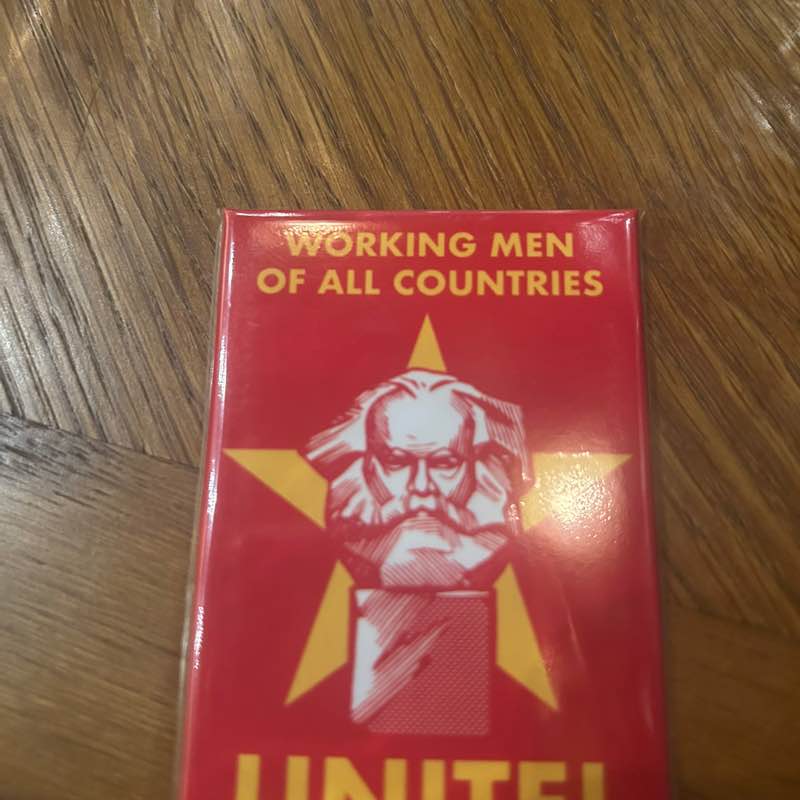 WORKING MEN
OF ALL COUNTRIES
UNITE!